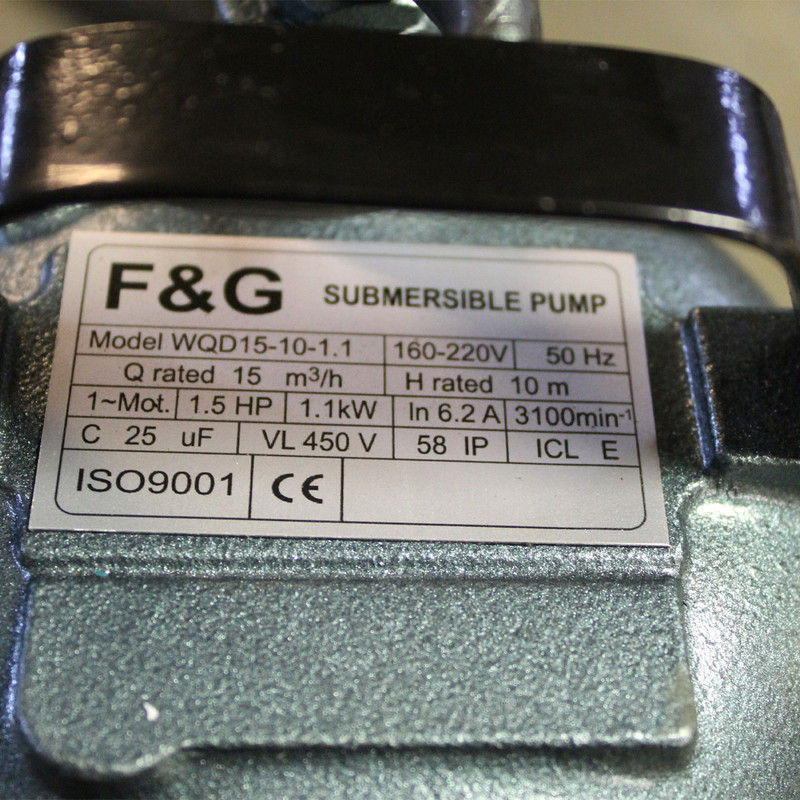 F&G SUBMERSIBLE PUMP
Model WQD15-10-1.1 160-220V 50 Hz
Q rated 15 m³/h H rated 10 m
1~Mot. 1.5 HP 1.1kW In 6.2 A 3100min⁻¹
C 25 uF VL 450 V 58 IP ICL E
ISO9001 CE